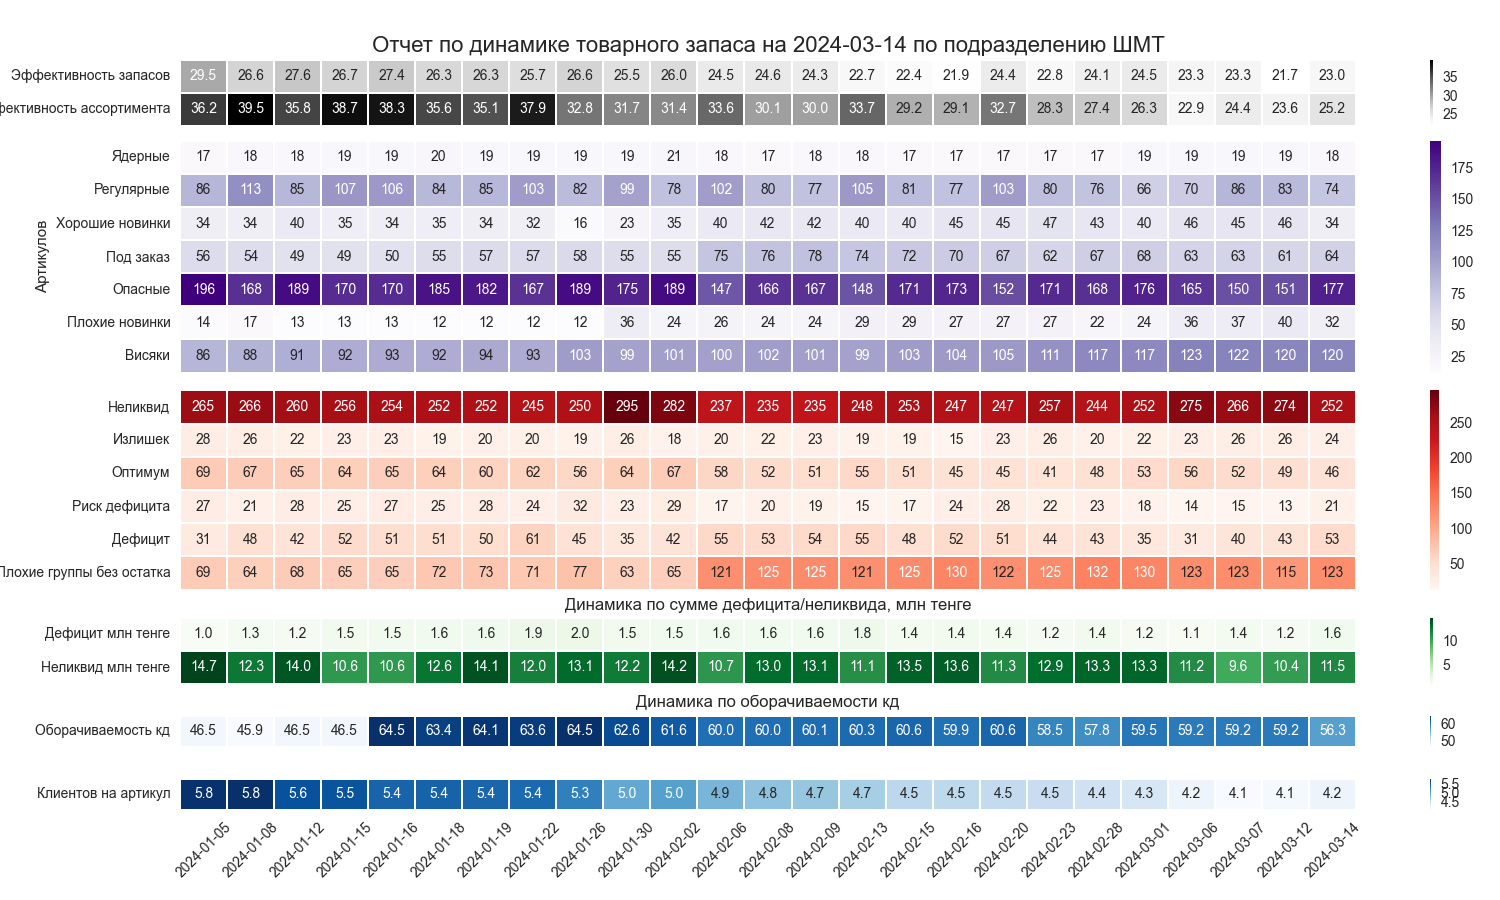 Отчет по динамике товарного запаса на 2024-03-14 по подразделению ШМТ
Эффективность запасов 29.5 26.6 27.6 26.7 27.4 26.3 26.3 25.7 26.6 25.5 26.0 24.5 24.6 24.3 22.7 22.4 21.9 24.4 22.8 24.1 24.5 23.3 23.3 21.7 23.0
фективность ассортимента 36.2 39.5 35.8 38.7 38.3 35.6 35.1 37.9 32.8 31.7 31.4 33.6 30.1 30.0 33.7 29.2 29.1 32.7 28.3 27.4 26.3 22.9 24.4 23.6 25.2
35
30
25
Артикулов
Ядерные 17 18 18 19 19 20 19 19 19 19 21 18 17 18 18 17 17 17 17 17 19 19 19 19 18
Регулярные 86 113 85 107 106 84 85 103 82 99 78 102 80 77 105 81 77 103 80 76 66 70 86 83 74
Хорошие новинки 34 34 40 35 34 35 34 32 16 23 35 40 42 42 40 40 45 45 47 43 40 46 45 46 34
Под заказ 56 54 49 49 50 55 57 57 58 55 55 75 76 78 74 72 70 67 62 67 68 63 63 61 64
Опасные 196 168 189 170 170 185 182 167 189 175 189 147 166 167 148 171 173 152 171 168 176 165 150 151 177
Плохие новинки 14 17 13 13 13 12 12 12 12 36 24 26 24 24 29 29 27 27 27 22 24 36 37 40 32
Висяки 86 88 91 92 93 92 94 93 103 99 101 100 102 101 99 103 104 105 111 117 117 123 122 120 120
175
150
125
100
75
50
25
Неликвид 265 266 260 256 254 252 252 245 250 295 282 237 235 235 248 253 247 247 257 244 252 275 266 274 252
Излишек 28 26 22 23 23 19 20 20 19 26 18 20 22 23 19 19 15 23 26 20 22 23 26 26 24
Оптимум 69 67 65 64 65 64 60 62 56 64 67 58 52 51 55 51 45 45 41 48 53 56 52 49 46
Риск дефицита 27 21 28 25 27 25 28 24 32 23 29 17 20 19 15 17 24 28 22 23 18 14 15 13 21
Дефицит 31 48 42 52 51 51 50 61 45 35 42 55 53 54 55 48 52 51 44 43 35 31 40 43 53
Плохие группы без остатка 69 64 68 65 65 72 73 71 77 63 65 121 125 125 121 125 130 122 125 132 130 123 123 115 123
250
200
150
100
50
Динамика по сумме дефицита/неликвида, млн тенге
Дефицит млн тенге 1.0 1.3 1.2 1.5 1.5 1.6 1.6 1.9 2.0 1.5 1.5 1.6 1.6 1.6 1.8 1.4 1.4 1.4 1.2 1.4 1.2 1.1 1.4 1.2 1.6
Неликвид млн тенге 14.7 12.3 14.0 10.6 10.6 12.6 14.1 12.0 13.1 12.2 14.2 10.7 13.0 13.1 11.1 13.5 13.6 11.3 12.9 13.3 13.3 11.2 9.6 10.4 11.5
10
5
Динамика по оборачиваемости кд
Оборачиваемость кд 46.5 45.9 46.5 46.5 64.5 63.4 64.1 63.6 64.5 62.6 61.6 60.0 60.0 60.1 60.3 60.6 59.9 60.6 58.5 57.8 59.5 59.2 59.2 59.2 56.3
60
50
Клиентов на артикул 5.8 5.8 5.6 5.5 5.4 5.4 5.4 5.4 5.3 5.0 5.0 4.9 4.8 4.7 4.7 4.5 4.5 4.5 4.5 4.4 4.3 4.2 4.1 4.1 4.2
5.5
5.0
4.5
2024-01-05 2024-01-08 2024-01-12 2024-01-15 2024-01-16 2024-01-18 2024-01-19 2024-01-22 2024-01-26 2024-01-30 2024-02-02 2024-02-06 2024-02-08 2024-02-09 2024-02-13 2024-02-15 2024-02-16 2024-02-20 2024-02-23 2024-02-28 2024-03-01 2024-03-06 2024-03-07 2024-03-12 2024-03-14